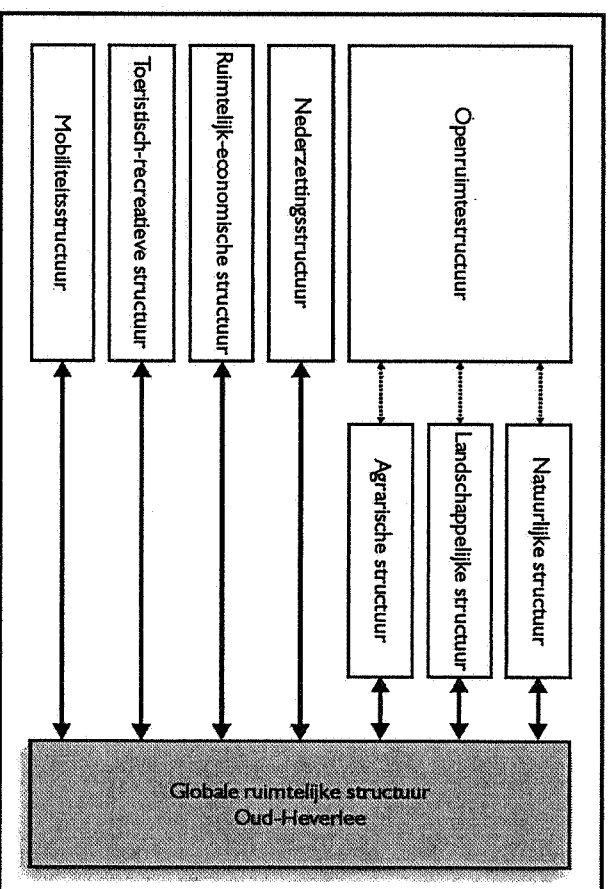 Openruimtestructuur
Nederzettingsstructuur
Ruimtelijk-economische structuur
Toeristisch-recreatieve structuur
Mobiliteitsstructuur
Natuurlijke structuur
Landschappelijke structuur
Agrarische structuur
Globale ruimtelijke structuur
Oud-Heverlee